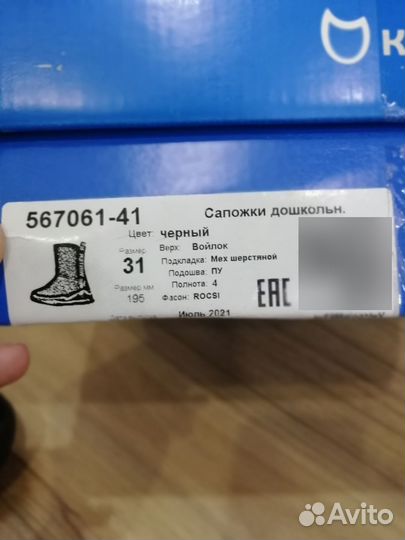 К
567061-41
Сапожки дошкольн.
Цвет: черный
Размер
31
Размер мм
195
Верх: Войлок
Подкладка: Мех шерстяной
Подошва: ПУ
Полнота: 4
Фасон: ROCSI
EAC
Июль 2021
Avito